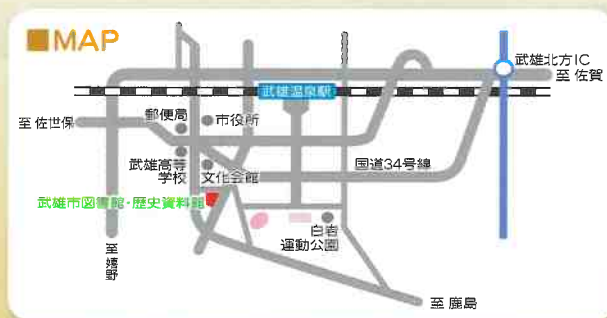 ■MAP
武雄北方IC
至 佐賀
武雄温泉駅
郵便局
市役所
至 佐世保
武雄高等
学校
文化会館
国道34号線
武雄市図書館・歴史資料館
白岩
運動公園
至 嬉野
至 鹿島